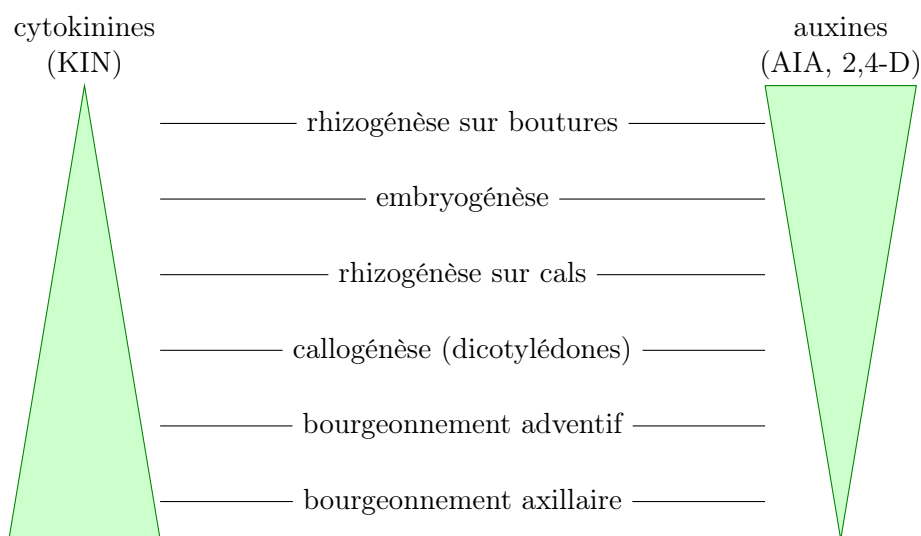 cytokinines
(KIN)
auxines
(AIA, 2,4-D)
rhizogénèse sur boutures
embryogénèse
rhizogénèse sur cals
callogénèse (dicotylédones)
bourgeonnement adventif
bourgeonnement axillaire